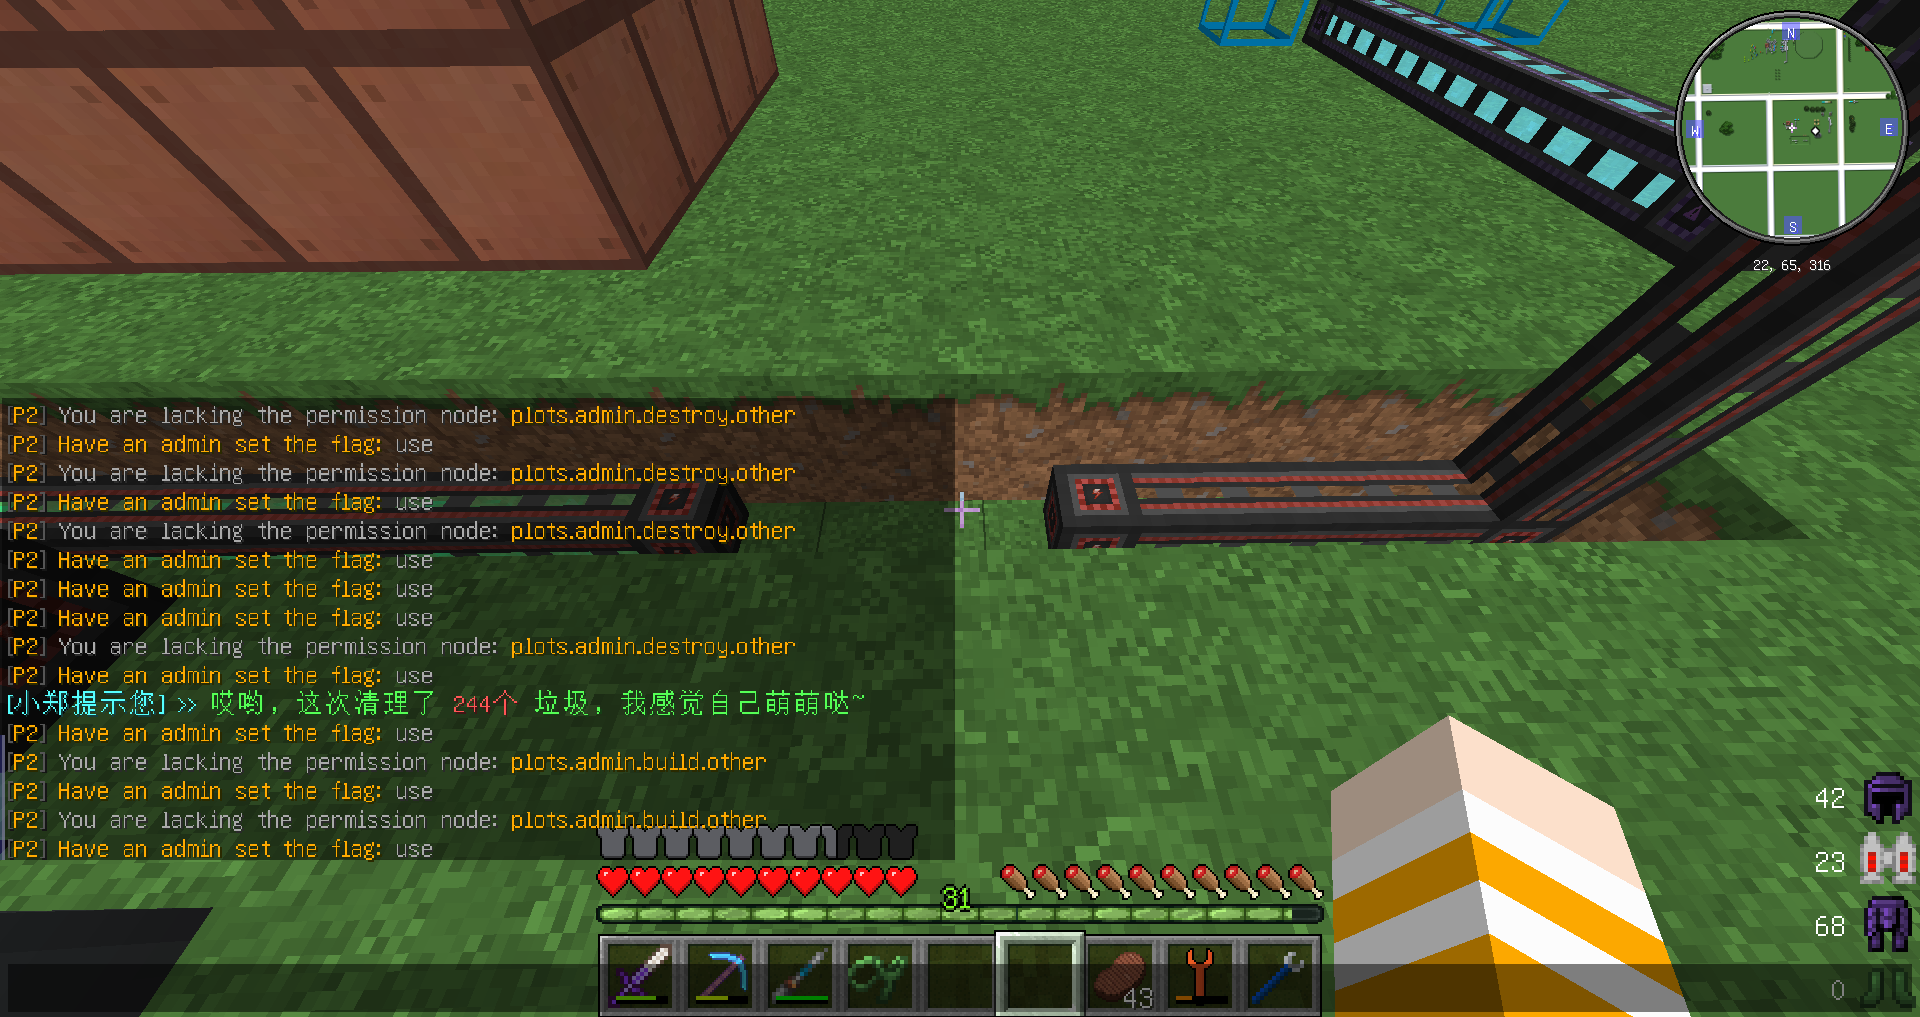 N
W
E
S
22, 65, 316
[P2] You are lacking the permission node: plots.admin.destroy.other
[P2] Have an admin set the flag: use
[P2] You are lacking the permission node: plots.admin.destroy.other
[P2] Have an admin set the flag: use
[P2] You are lacking the permission node: plots.admin.destroy.other
[P2] Have an admin set the flag: use
[P2] Have an admin set the flag: use
[P2] Have an admin set the flag: use
[P2] You are lacking the permission node: plots.admin.destroy.other
[P2] Have an admin set the flag: use
[小郑提示您] >> 哎哟，这次清理了 244个 垃圾，我感觉自己萌萌哒~
[P2] Have an admin set the flag: use
[P2] You are lacking the permission node: plots.admin.build.other
[P2] Have an admin set the flag: use
[P2] You are lacking the permission node: plots.admin.build.other
[P2] Have an admin set the flag: use
42
23
68
0
31
43